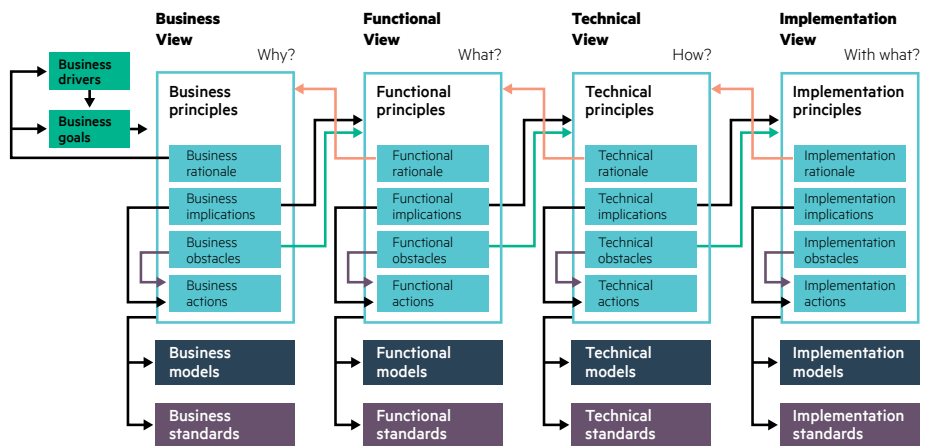 Business
View
Why?
Functional
View
What?
Technical
View
How?
Implementation
View
With what?
Business
drivers
Business
goals
Business
principles
Business
rationale
Business
implications
Business
obstacles
Business
actions
Business
models
Business
standards
Functional
principles
Functional
rationale
Functional
implications
Functional
obstacles
Functional
actions
Functional
models
Functional
standards
Technical
principles
Technical
rationale
Technical
implications
Technical
obstacles
Technical
actions
Technical
models
Technical
standards
Implementation
principles
Implementation
rationale
Implementation
implications
Implementation
obstacles
Implementation
actions
Implementation
models
Implementation
standards